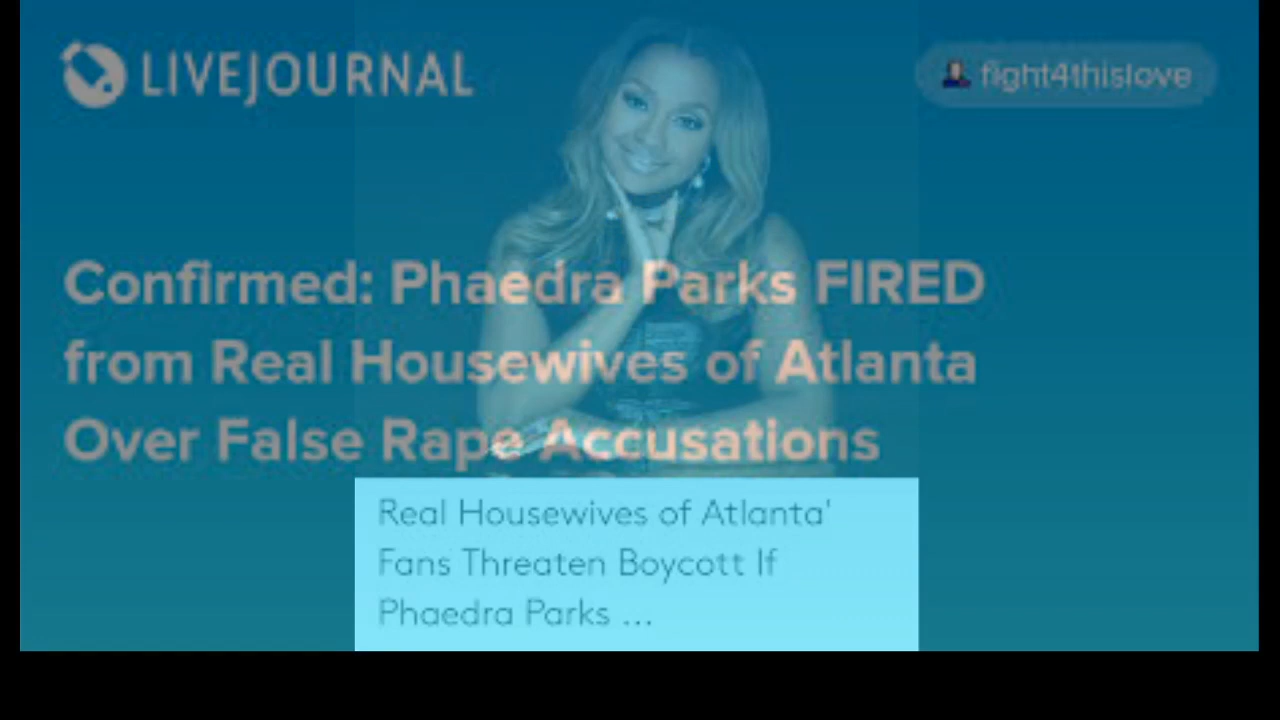 LIVEJOURNAL
fight4thislove
Confirmed: Phaedra Parks FIRED
from Real Housewives of Atlanta
Over False Rape Accusations
Real Housewives of Atlanta'
Fans Threaten Boycott If
Phaedra Parks ...